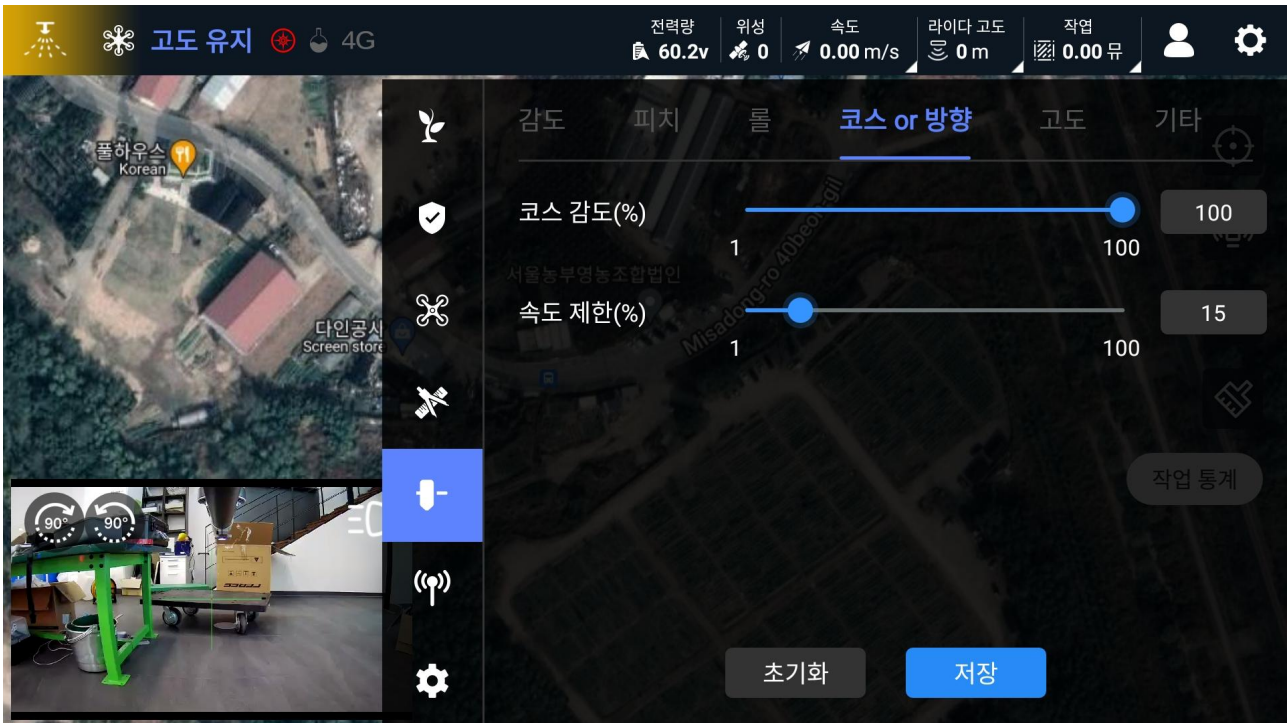 고도 유지
4G
전력량
60.2v
위성
0
속도
0.00 m/s
라이다 고도
0 m
작업
0.00 뮤
감도
피치
롤
코스 or 방향
고도
기타
풀하우스
Korean
코스 감도(%)
100
1
100
서울농부영농조합법인
Misadong-ro 40beon-gil
속도 제한(%)
15
1
100
다인공사
Screen store
작업 통계
90°
90°
초기화
저장